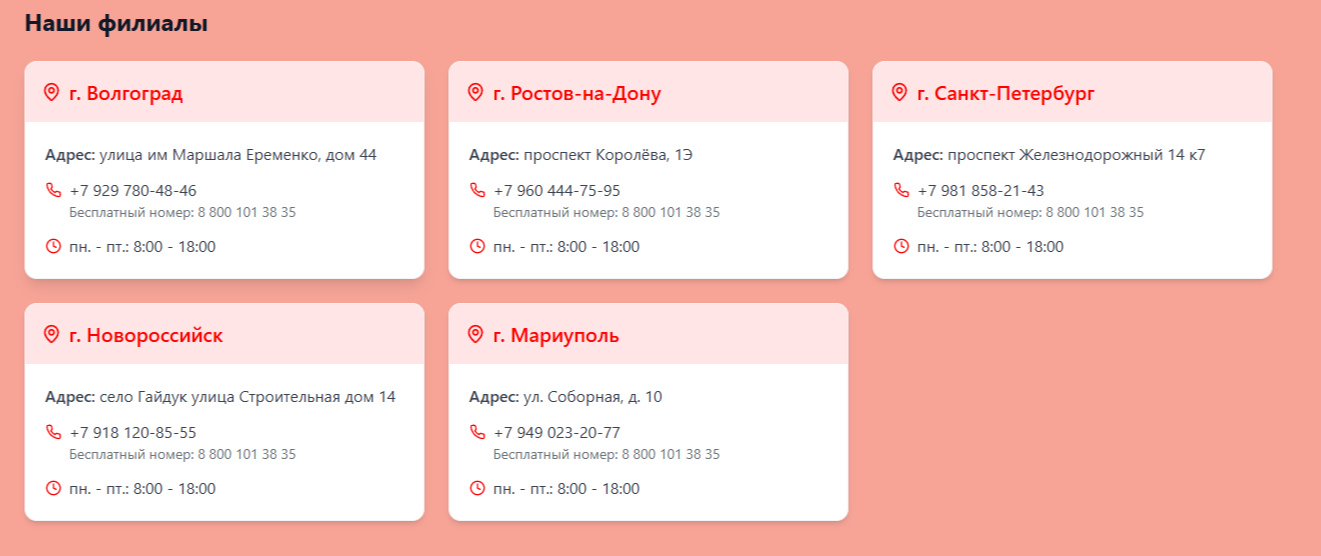 Наши филиалы
г. Волгоград
Адрес: улица им Маршала Еременко, дом 44
+7 929 780-48-46
Бесплатный номер: 8 800 101 38 35
пн. - пт.: 8:00 - 18:00
г. Ростов-на-Дону
Адрес: проспект Королёва, 1Э
+7 960 444-75-95
Бесплатный номер: 8 800 101 38 35
пн. - пт.: 8:00 - 18:00
г. Санкт-Петербург
Адрес: проспект Железнодорожный 14 к7
+7 981 858-21-43
Бесплатный номер: 8 800 101 38 35
пн. - пт.: 8:00 - 18:00
г. Новороссийск
Адрес: село Гайдук улица Строительная дом 14
+7 918 120-85-55
Бесплатный номер: 8 800 101 38 35
пн. - пт.: 8:00 - 18:00
г. Мариуполь
Адрес: ул. Соборная, д. 10
+7 949 023-20-77
Бесплатный номер: 8 800 101 38 35
пн. - пт.: 8:00 - 18:00